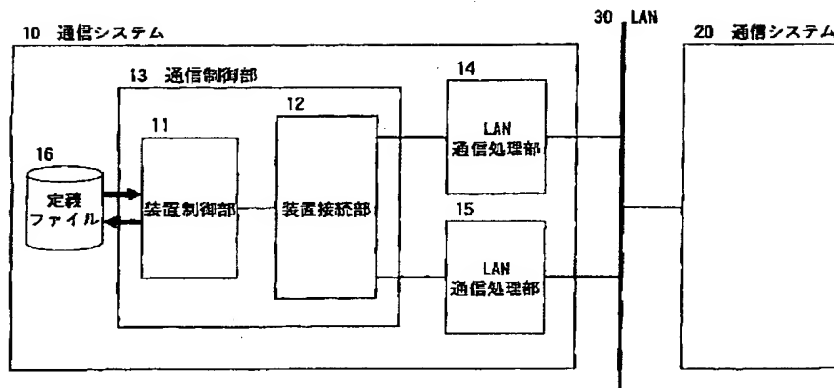 30 LAN
10 通信システム
20 通信システム
13 通信制御部
14
12
11
LAN
通信処理部
16
定義
ファイル
装置制御部
装置接続部
15
LAN
通信処理部